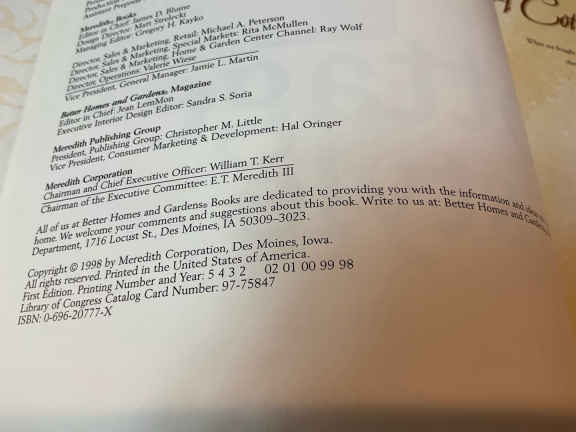 Editor in Chief: James D. Blume
Design Director: Matt Strelecki
Managing Editor: Gregory H. Kayko
Director, Sales & Marketing, Retail: Michael A. Peterson
Director, Sales & Marketing, Special Markets: Rita McMullen
Director, Sales & Marketing, Home & Garden Center Channel: Ray Wolf
Director, Operations: Valerie Wiese
Vice President, General Manager: Jamie L. Martin
Better Homes and Gardens® Magazine
Editor in Chief: Jean LemMon
Executive Interior Design Editor: Sandra S. Soria
Meredith Publishing Group
President, Publishing Group: Christopher M. Little
Vice President, Consumer Marketing & Development: Hal Oringer
Meredith Corporation
Chairman and Chief Executive Officer: William T. Kerr
Chairman of the Executive Committee: E.T. Meredith III
All of us at Better Homes and Gardens® Books are dedicated to providing you with the information and ideas
home. We welcome your comments and suggestions about this book. Write to us at: Better Homes and
Department, 1716 Locust St., Des Moines, IA 50309–3023.
Copyright © 1998 by Meredith Corporation, Des Moines, Iowa.
All rights reserved. Printed in the United States of America.
First Edition. Printing Number and Year: 5 4 3 2 02 01 00 99 98
Library of Congress Catalog Card Number: 97-75847
ISBN: 0-696-20777-X